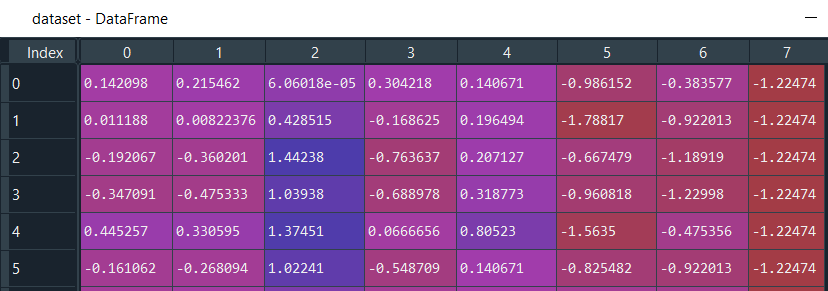 dataset - DataFrame
Index 0 1 2 3 4 5 6 7
0 0.142098 0.215462 6.06018e-05 0.304218 0.140671 -0.986152 -0.383577 -1.22474
1 0.011188 0.00822376 0.428515 -0.168625 0.196494 -1.78817 -0.922013 -1.22474
2 -0.192067 -0.360201 1.44238 -0.763637 0.207127 -0.667479 -1.18919 -1.22474
3 -0.347091 -0.475333 1.03938 -0.688978 0.318773 -0.960818 -1.22998 -1.22474
4 0.445257 0.330595 1.37451 0.0666656 0.80523 -1.5635 -0.475356 -1.22474
5 -0.161062 -0.268094 1.02241 -0.548709 0.140671 -0.825482 -0.922013 -1.22474